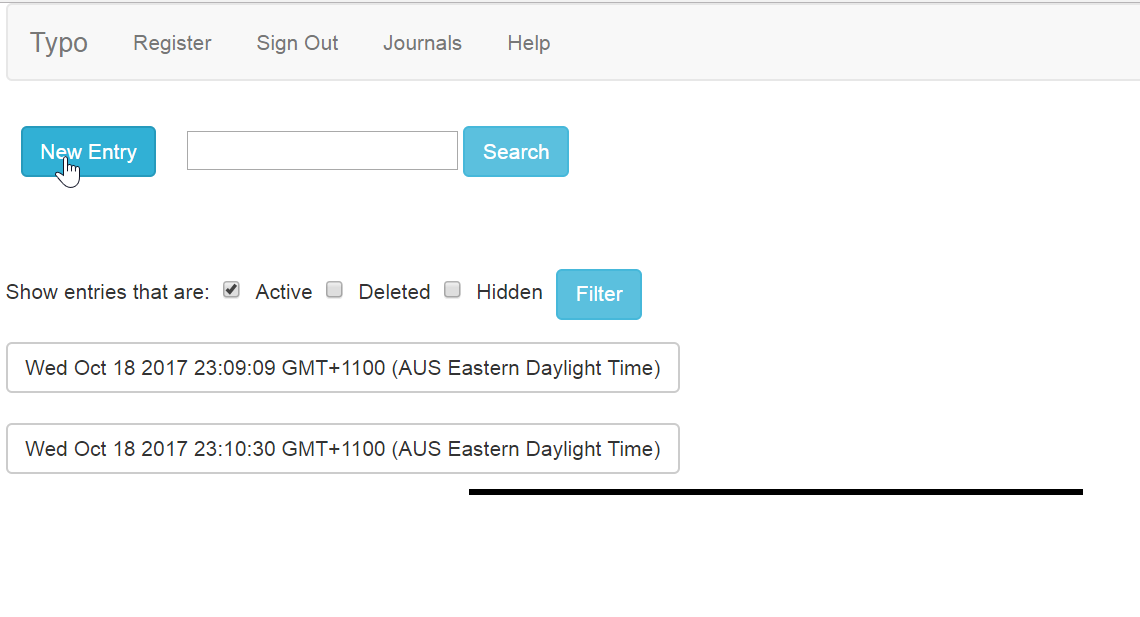 Typo Register Sign Out Journals Help
New Entry Search
Show entries that are: Active Deleted Hidden Filter
Wed Oct 18 2017 23:09:09 GMT+1100 (AUS Eastern Daylight Time)
Wed Oct 18 2017 23:10:30 GMT+1100 (AUS Eastern Daylight Time)